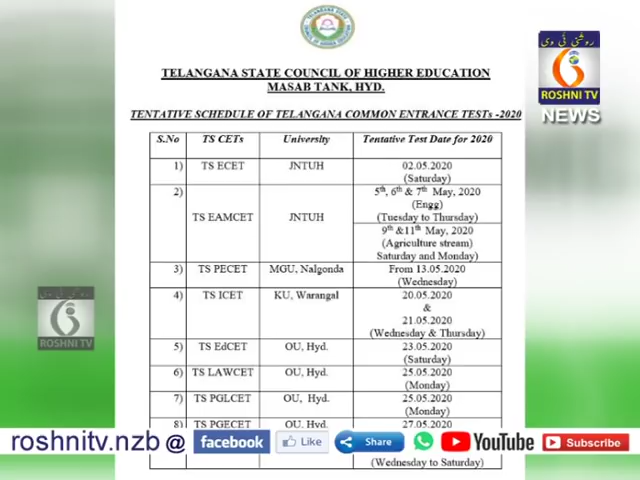 TELANGANA STATE COUNCIL OF HIGHER EDUCATION
MASAB TANK, HYD.
TENTATIVE SCHEDULE OF TELANGANA COMMON ENTRANCE TESTs -2020
S.No TS CETs University Tentative Test Date for 2020
1) TS ECET JNTUH 02.05.2020
(Saturday)
2) TS EAMCET JNTUH 5th, 6th & 7th May, 2020
(Engg)
(Tuesday to Thursday)
9th &11th May, 2020
(Agriculture stream)
Saturday and Monday)
3) TS PECET MGU, Nalgonda From 13.05.2020
(Wednesday)
4) TS ICET KU, Warangal 20.05.2020
&
21.05.2020
(Wednesday & Thursday)
5) TS EdCET OU, Hyd. 23.05.2020
(Saturday)
6) TS LAWCET OU, Hyd. 25.05.2020
(Monday)
7) TS PGLCET OU, Hyd. 25.05.2020
(Monday)
8) TS PGECET OU, Hyd. 27.05.2020
(Wednesday to Saturday)
روشنی ٹی وی
ROSHNI TV
NEWS
روشنی ٹی وی
ROSHNI TV
roshnitv.nzb @ facebook Like Share YouTube Subscribe